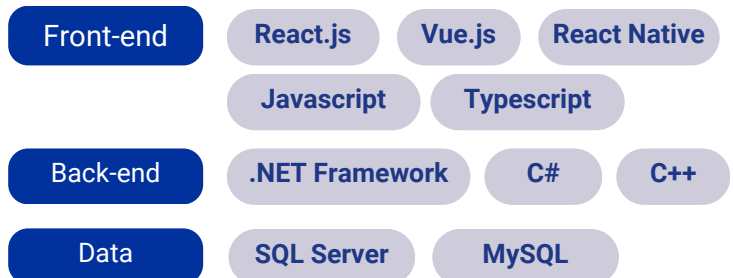 Front-end React.js Vue.js React Native
Javascript Typescript
Back-end .NET Framework C# C++
Data SQL Server MySQL